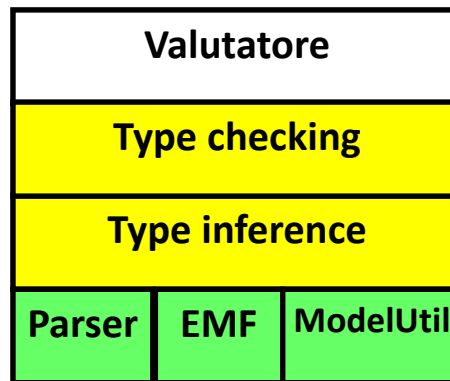 Valutatore
Type checking
Type inference
Parser EMF ModelUtil